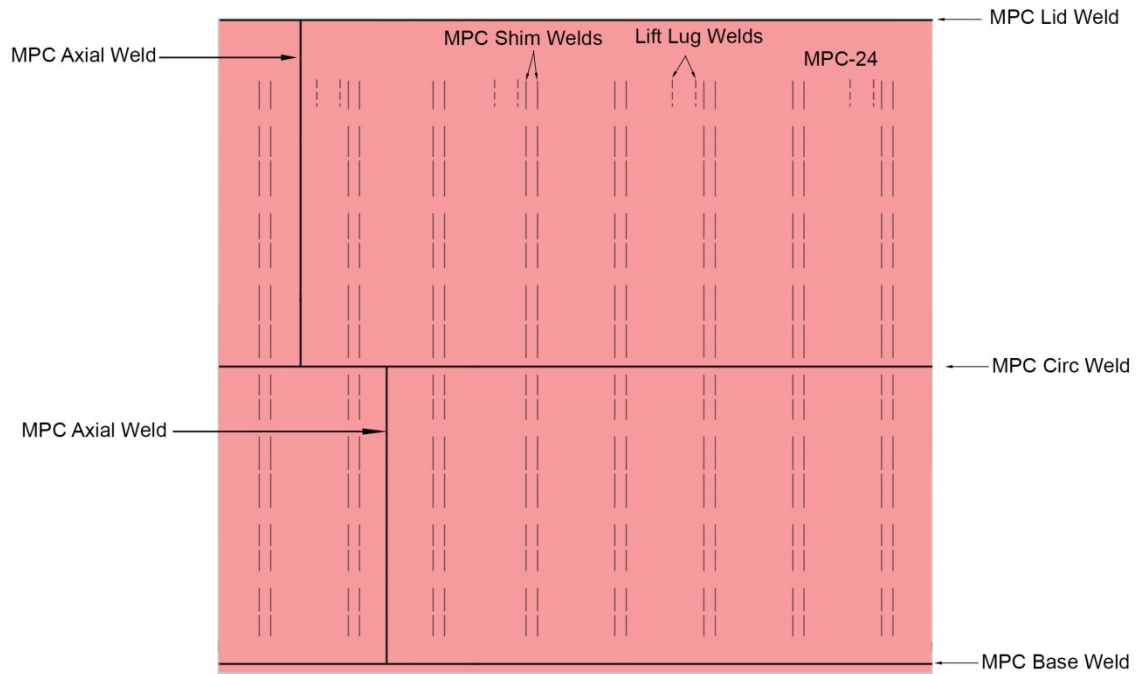 MPC Lid Weld
MPC Axial Weld
MPC Shim Welds
Lift Lug Welds
MPC-24
MPC Circ Weld
MPC Axial Weld
MPC Base Weld